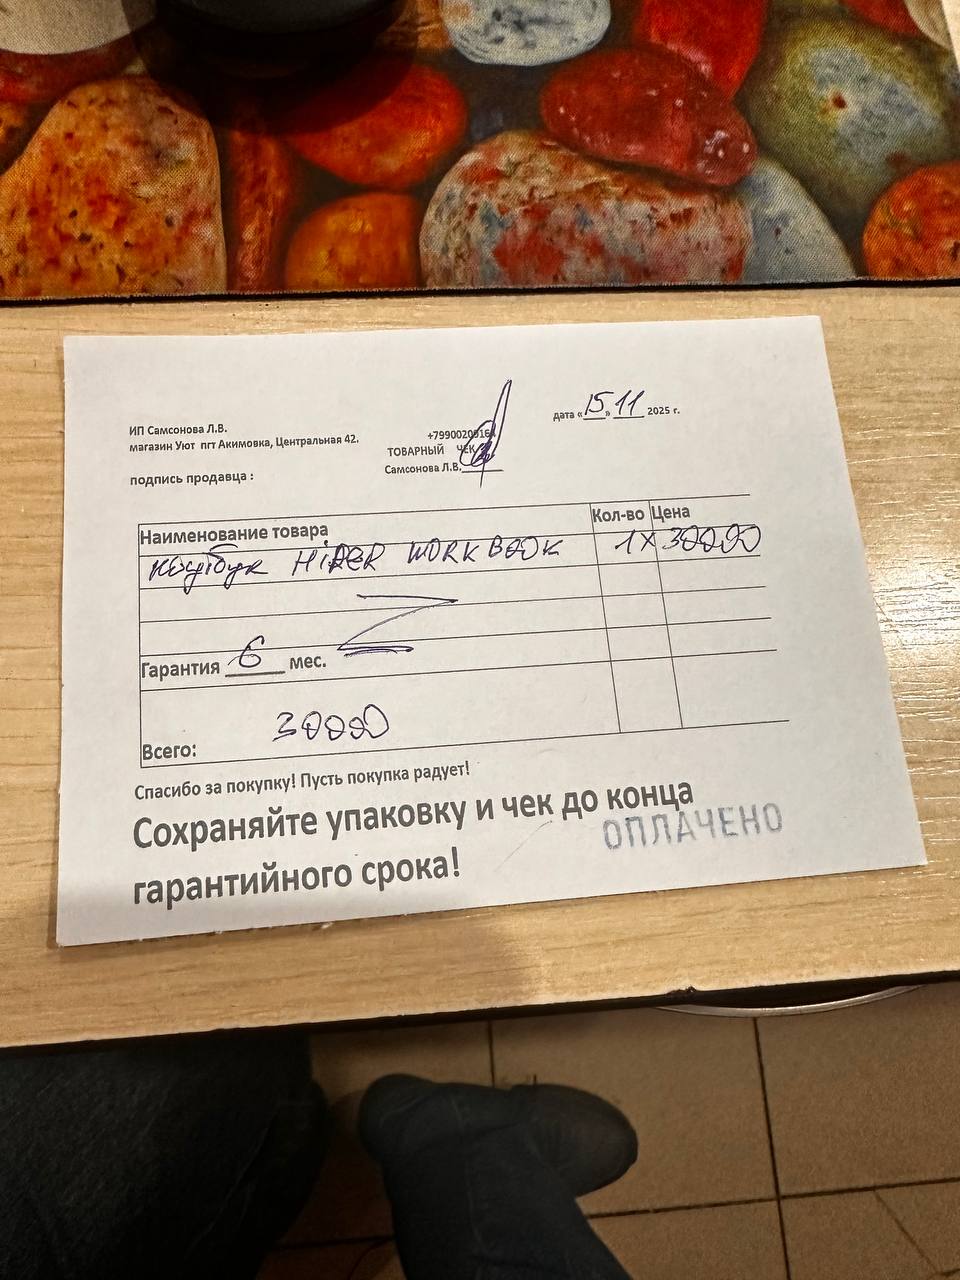 ИП Самсонова Л.В.
магазин Уют пгт Акимовка, Центральная 42.
дата «15» 11 2025 г.
ТОВАРНЫЙ ЧЕК
подпись продавца :
Самсонова Л.В.
Наименование товара Кол-во Цена
Ноутбук HiPER WORKBOOK 1 x 30000
Гарантия 6 мес.
Всего: 30000
Спасибо за покупку! Пусть покупка радует!
Сохраняйте упаковку и чек до конца
гарантийного срока!
ОПЛАЧЕНО